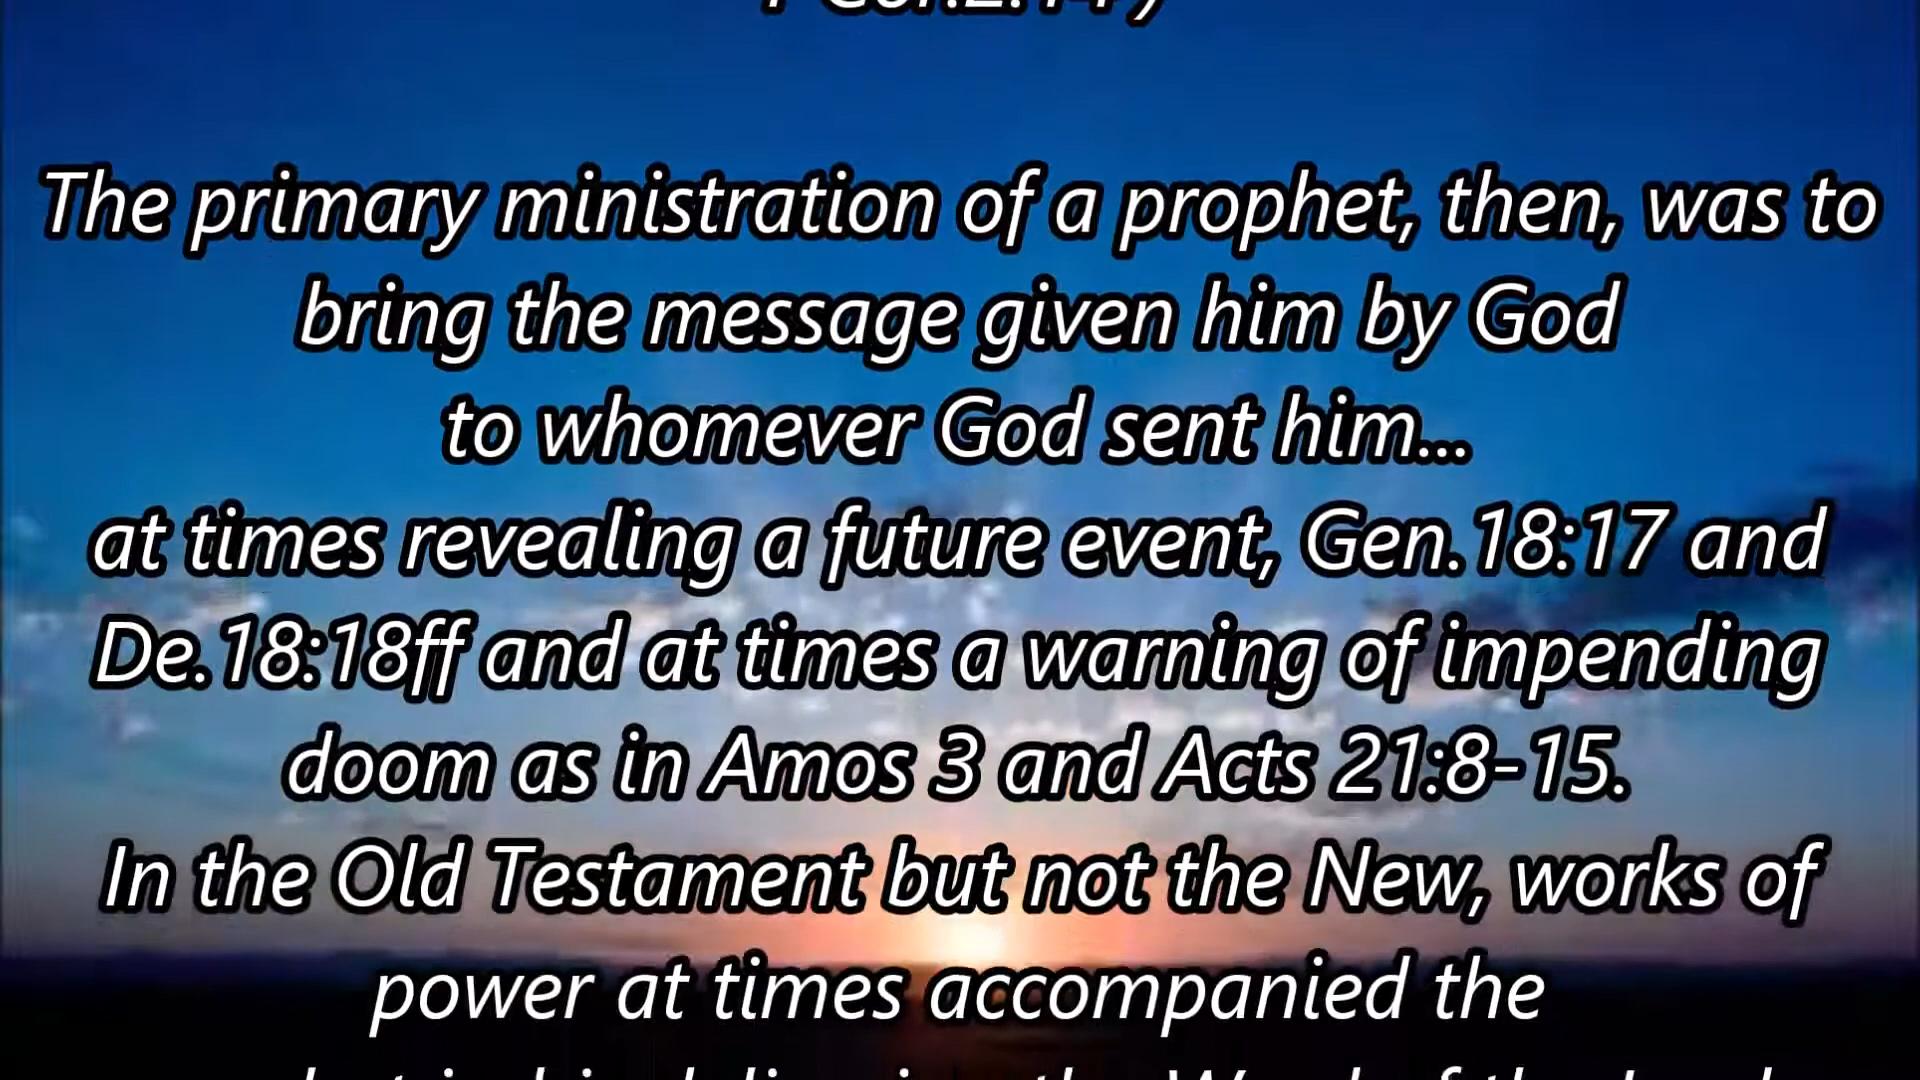 The primary ministration of a prophet, then, was to
bring the message given him by God
to whomever God sent him...
at times revealing a future event, Gen.18:17 and
De.18:18ff and at times a warning of impending
doom as in Amos 3 and Acts 21:8-15.
In the Old Testament but not the New, works of
power at times accompanied the